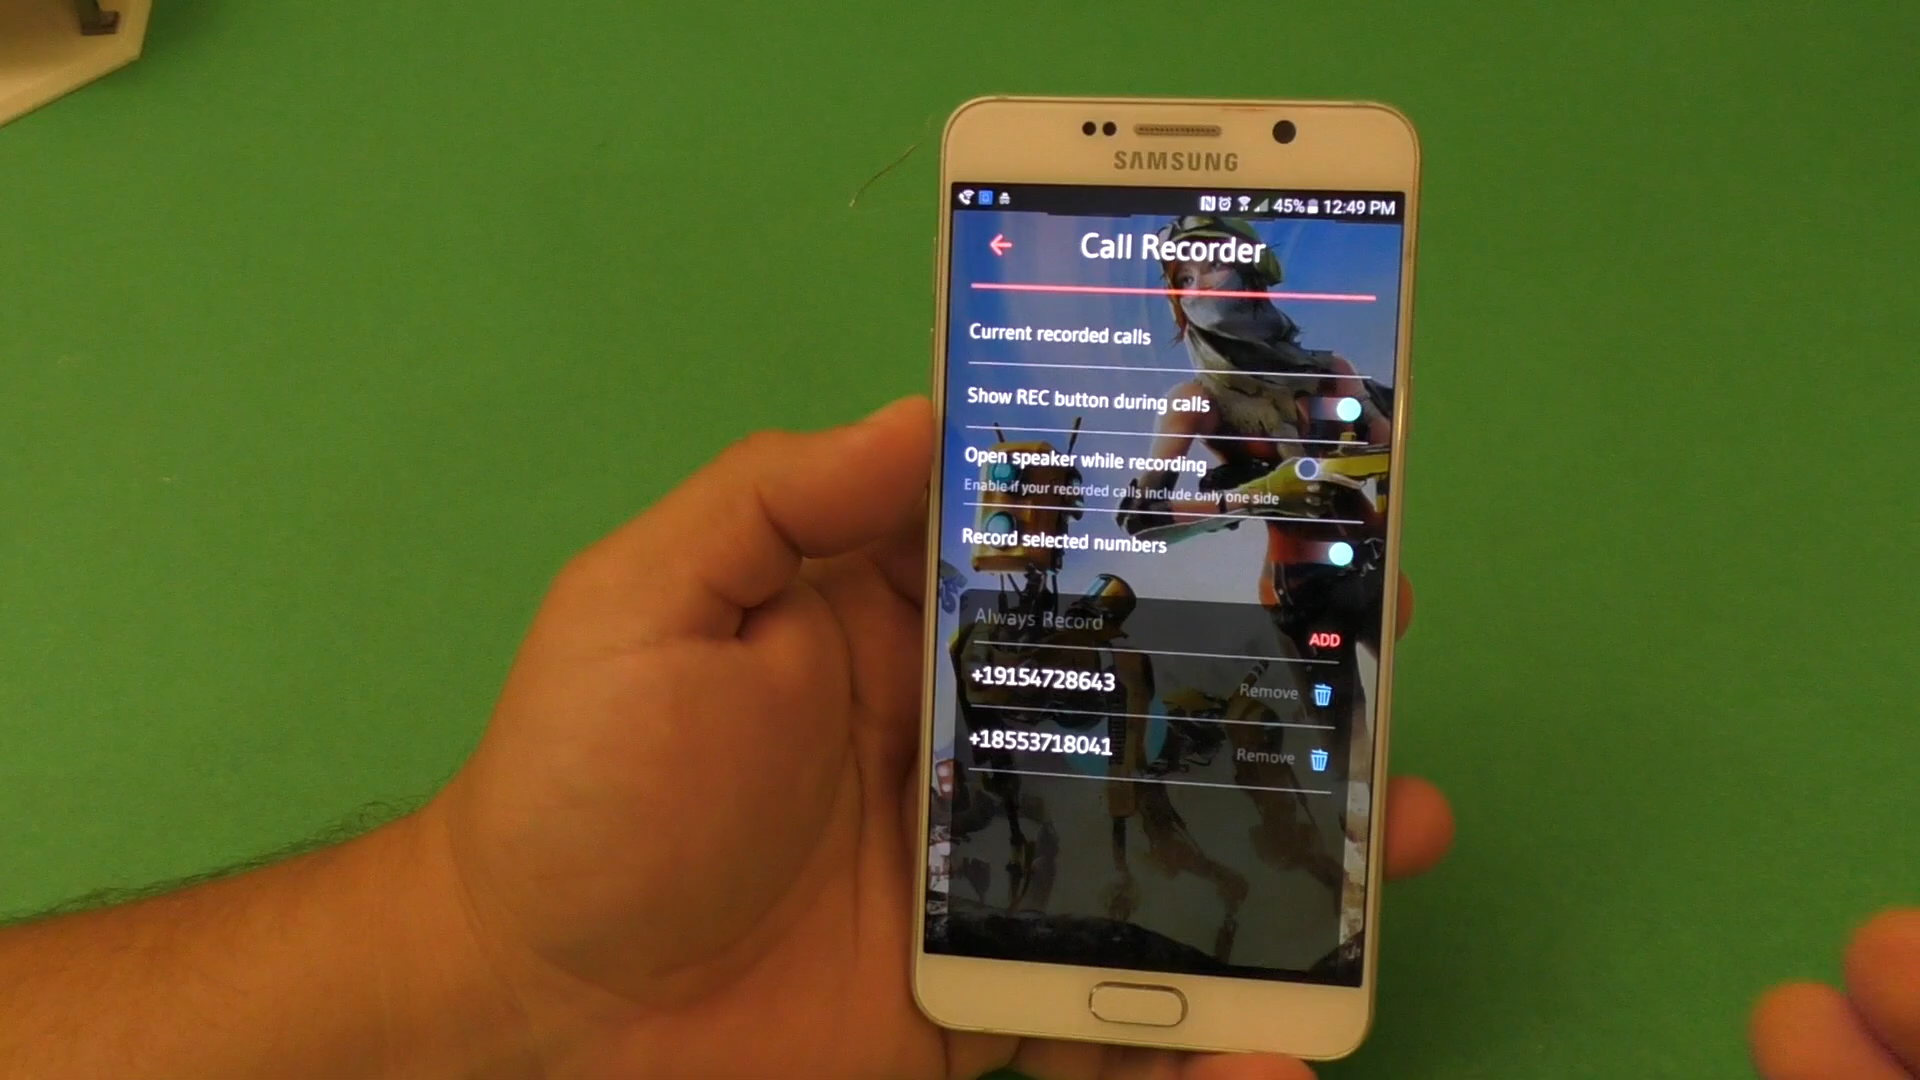 SAMSUNG
45% 12:49 PM
Call Recorder
Current recorded calls
Show REC button during calls
Open speaker while recording
Enable if your recorded calls include only one side
Record selected numbers
Always Record
ADD
+19154728643 Remove
+18553718041 Remove